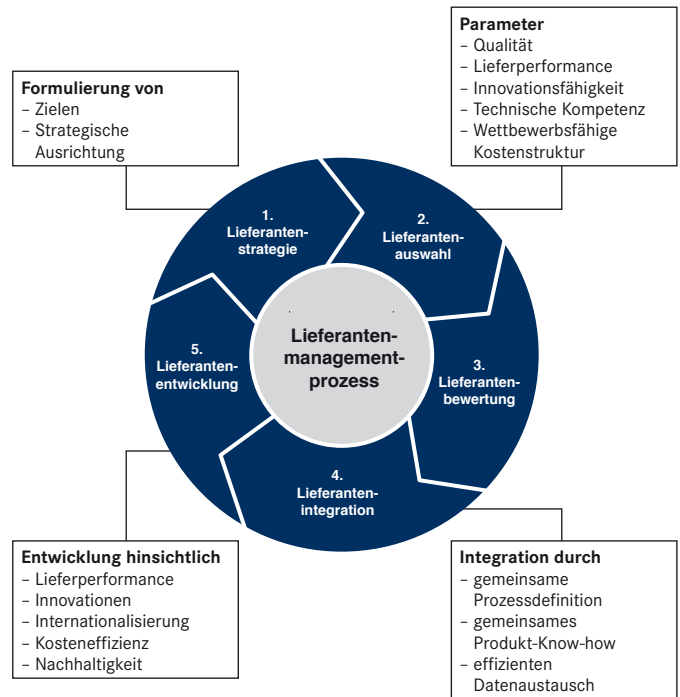 Formulierung von
– Zielen
– Strategische
Ausrichtung
Parameter
– Qualität
– Lieferperformance
– Innovationsfähigkeit
– Technische Kompetenz
– Wettbewerbsfähige
Kostenstruktur
1.
Lieferanten-
strategie
2.
Lieferanten-
auswahl
3.
Lieferanten-
bewertung
4.
Lieferanten-
integration
5.
Lieferanten-
entwicklung
Lieferanten-
management-
prozess
Entwicklung hinsichtlich
– Lieferperformance
– Innovationen
– Internationalisierung
– Kosteneffizienz
– Nachhaltigkeit
Integration durch
– gemeinsame
Prozessdefinition
– gemeinsames
Produkt-Know-how
– effizienten
Datenaustausch